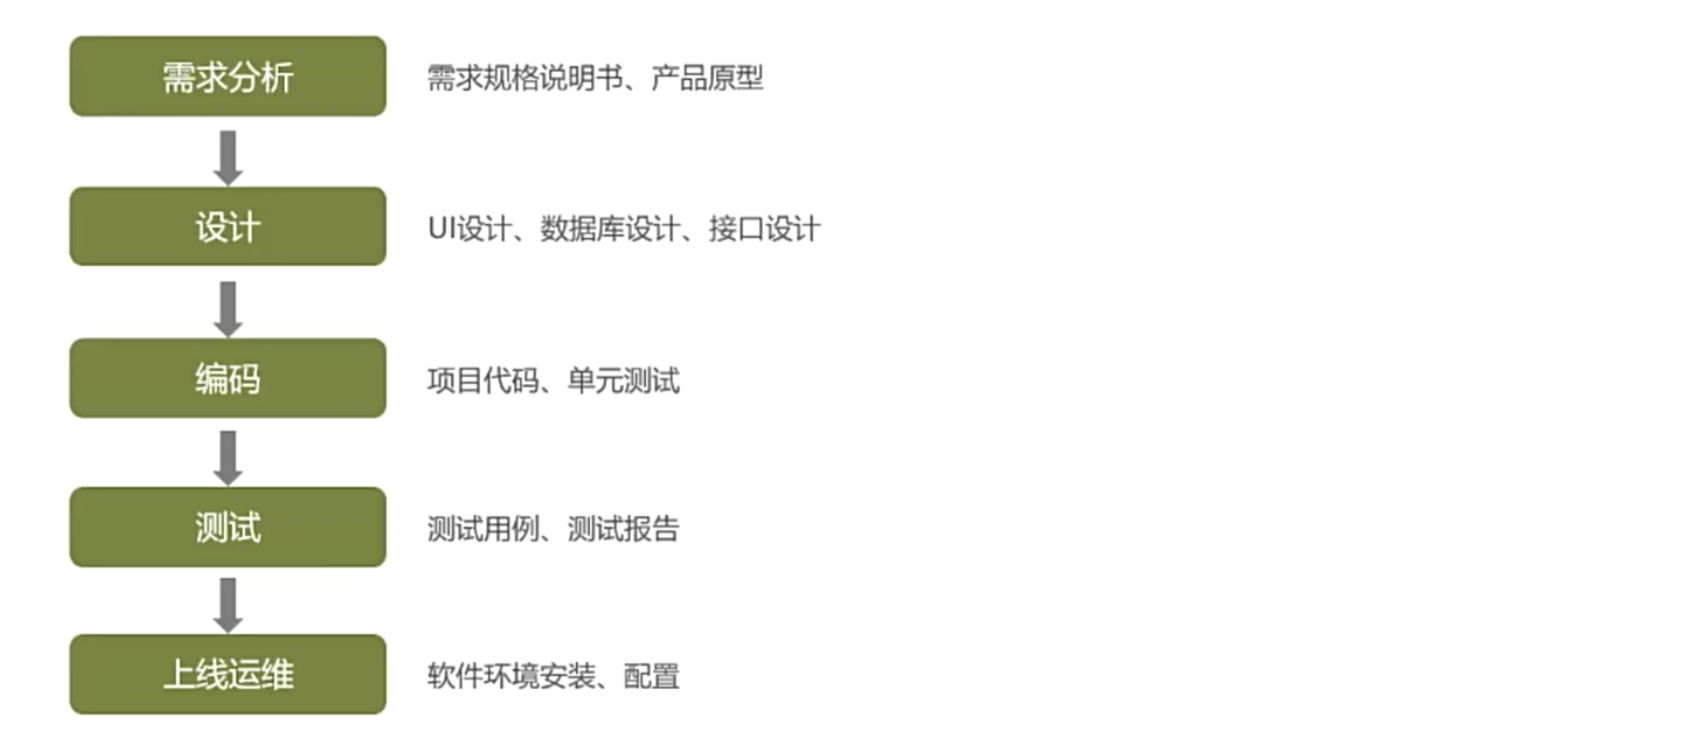 需求分析
需求规格说明书、产品原型
设计
UI设计、数据库设计、接口设计
编码
项目代码、单元测试
测试
测试用例、测试报告
上线运维
软件环境安装、配置